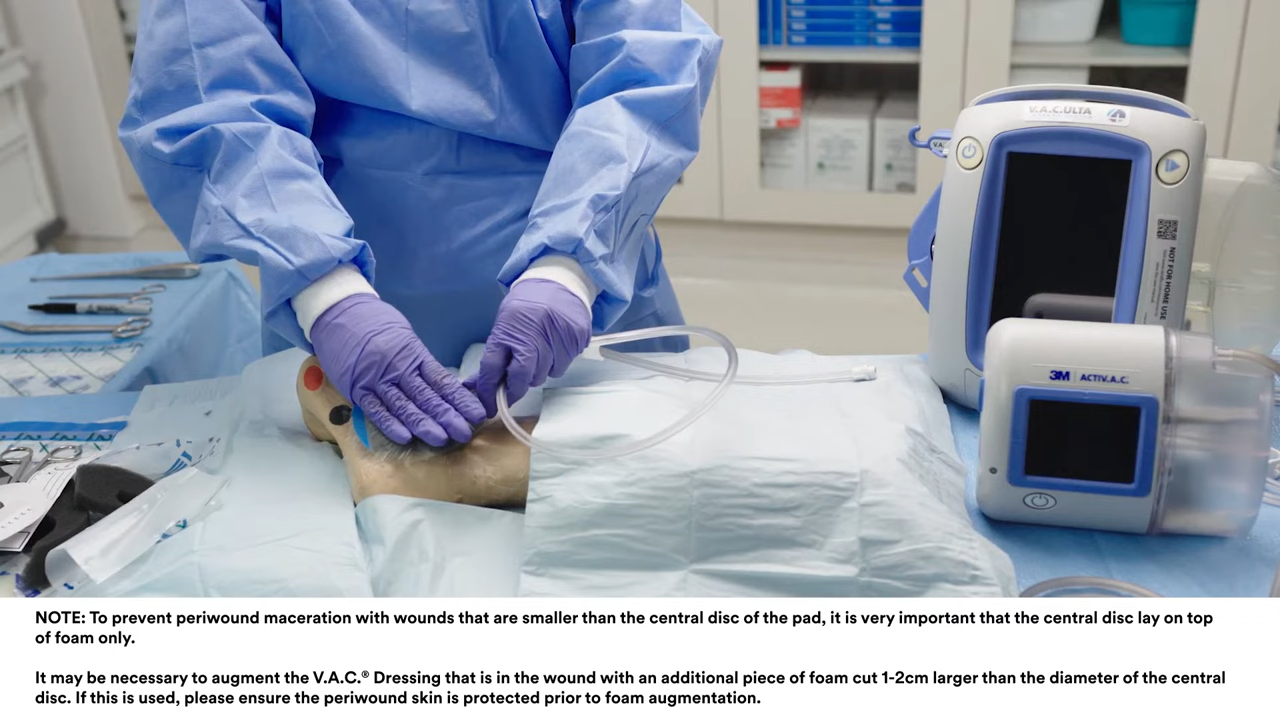 V.A.C.ULTA
V.A.C.
NOT FOR HOME USE
3M | ACTIV.A.C.
NOTE: To prevent periwound maceration with wounds that are smaller than the central disc of the pad, it is very important that the central disc lay on top
of foam only.
It may be necessary to augment the V.A.C.® Dressing that is in the wound with an additional piece of foam cut 1-2cm larger than the diameter of the central
disc. If this is used, please ensure the periwound skin is protected prior to foam augmentation.